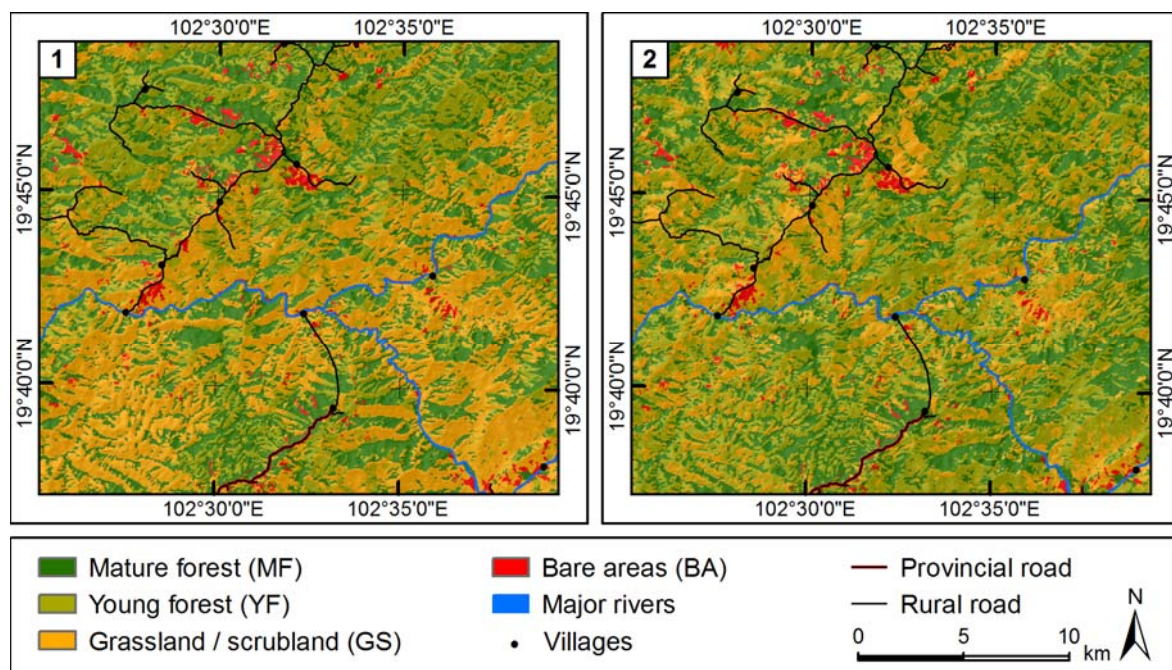 102°30'0"E 102°35'0"E
102°30'0"E 102°35'0"E
1
2
19°45'0"N
19°45'0"N
19°45'0"N
19°45'0"N
19°40'0"N
19°40'0"N
19°40'0"N
19°40'0"N
102°30'0"E 102°35'0"E
102°30'0"E 102°35'0"E
Mature forest (MF)
Young forest (YF)
Grassland / scrubland (GS)
Bare areas (BA)
Major rivers
Villages
Provincial road
Rural road
N
0 5 10
km